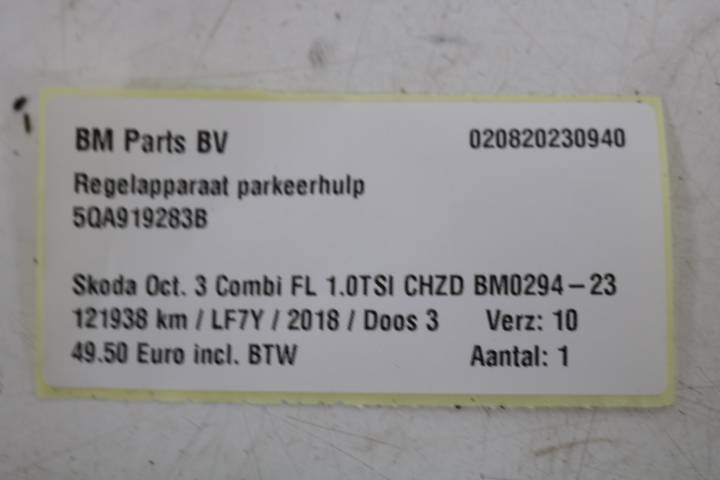 BM Parts BV 020820230940
Regelapparaat parkeerhulp
5QA919283B
Skoda Oct. 3 Combi FL 1.0TSI CHZD BM0294-23
121938 km / LF7Y / 2018 / Doos 3 Verz: 10
49.50 Euro incl. BTW Aantal: 1